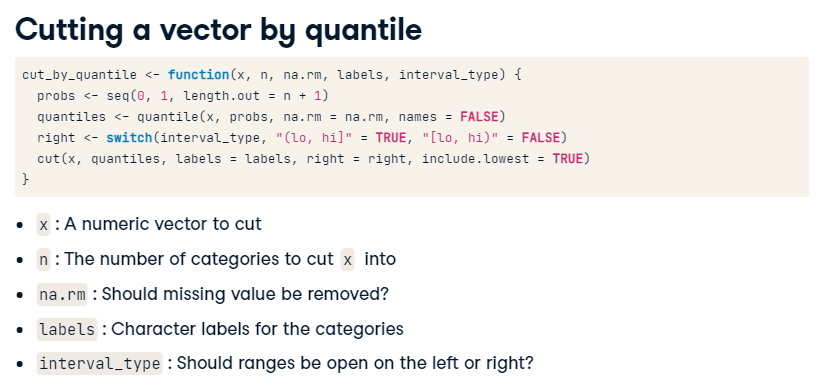 Cutting a vector by quantile
cut_by_quantile <- function(x, n, na.rm, labels, interval_type) {
  probs <- seq(0, 1, length.out = n + 1)
  quantiles <- quantile(x, probs, na.rm = na.rm, names = FALSE)
  right <- switch(interval_type, "(lo, hi]" = TRUE, "[lo, hi)" = FALSE)
  cut(x, quantiles, labels = labels, right = right, include.lowest = TRUE)
}
• x : A numeric vector to cut
• n : The number of categories to cut x into
• na.rm : Should missing value be removed?
• labels : Character labels for the categories
• interval_type : Should ranges be open on the left or right?